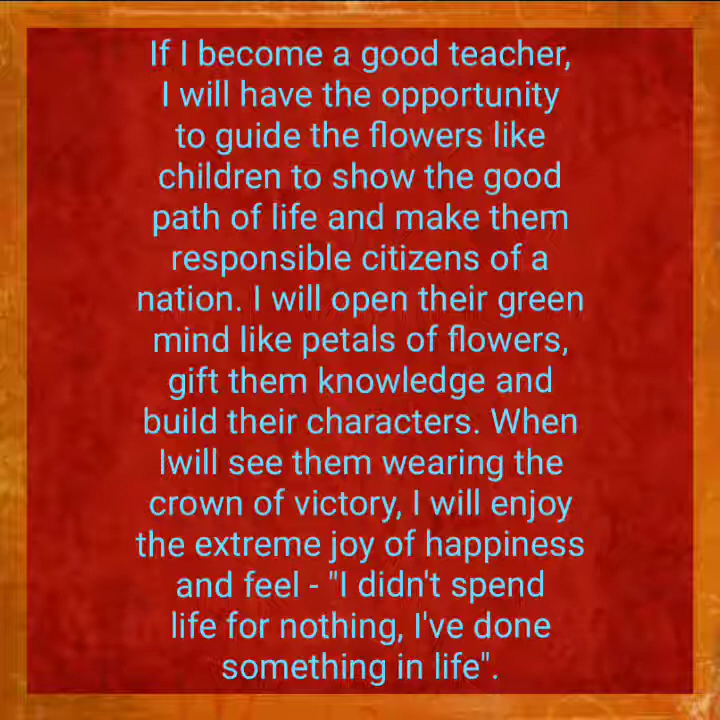 If I become a good teacher,
I will have the opportunity
to guide the flowers like
children to show the good
path of life and make them
responsible citizens of a
nation. I will open their green
mind like petals of flowers,
gift them knowledge and
build their characters. When
Iwill see them wearing the
crown of victory, I will enjoy
the extreme joy of happiness
and feel - "I didn't spend
life for nothing, I've done
something in life".